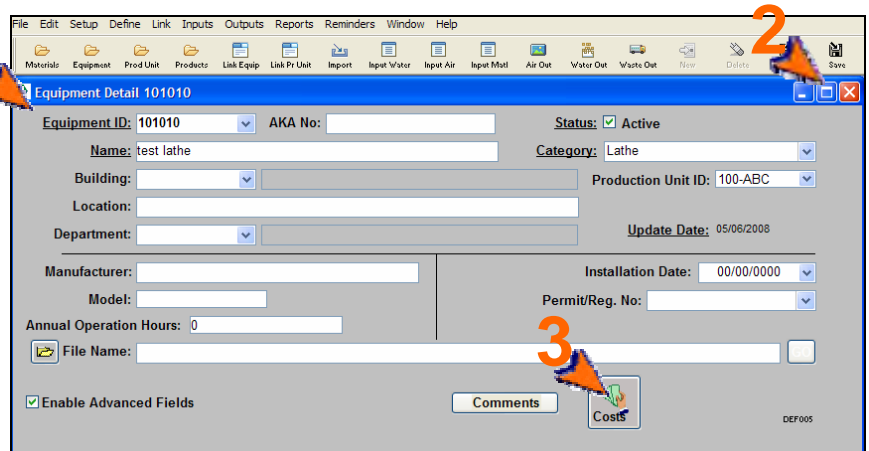 File Edit Setup Define Link Inputs Outputs Reports Reminders Window Help
2
Materials Equipment Prod Unit Products Link Equip Link Pr Unit Import Input Water Input Air Input Matl Air Out Water Out Waste Out New Delete Save
Equipment Detail 101010
Equipment ID: 101010 AKA No: Status: Active
Name: test lathe Category: Lathe
Building: Production Unit ID: 100-ABC
Location:
Department: Update Date: 05/06/2008
Manufacturer: Installation Date: 00/00/0000
Model: Permit/Reg. No:
Annual Operation Hours: 0
3
File Name: GO
Enable Advanced Fields Comments Costs
DEF005